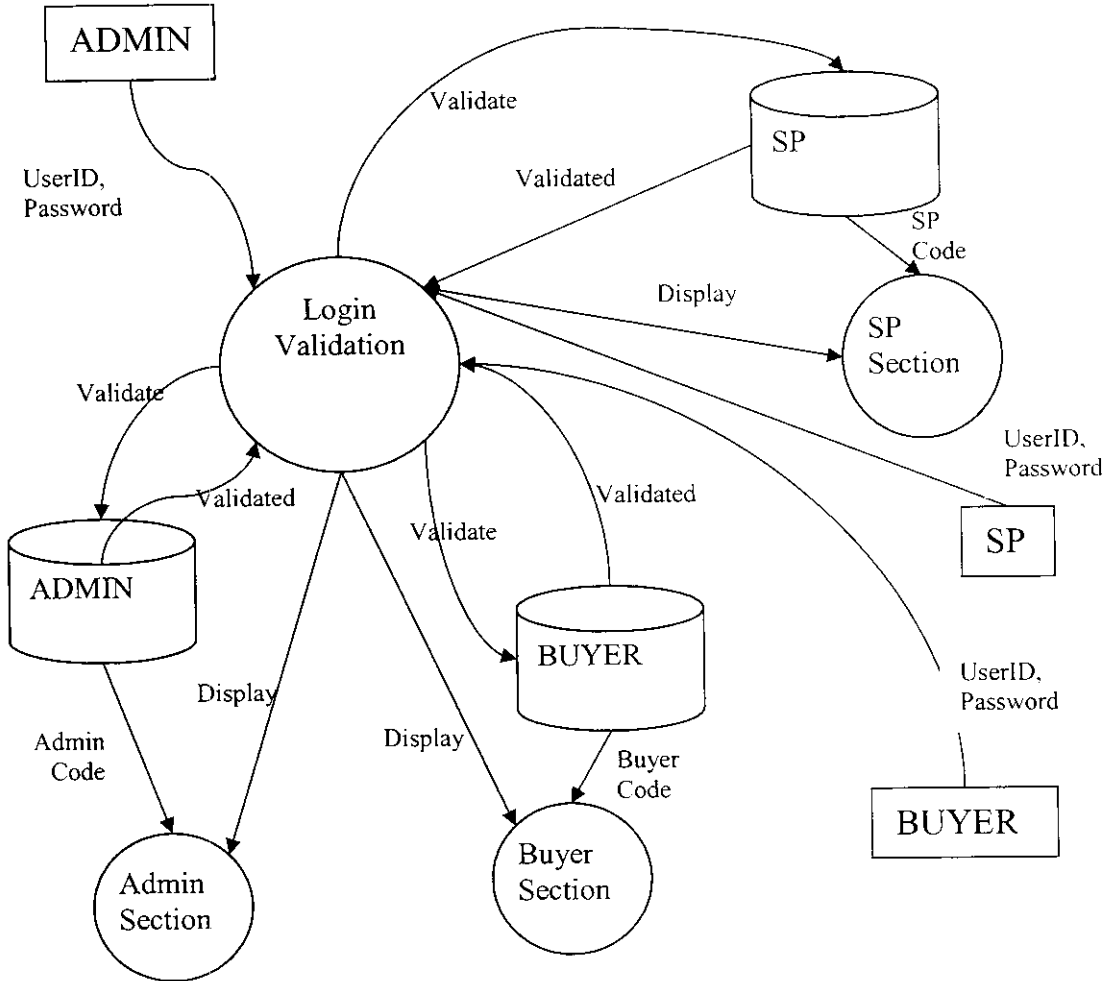 ADMIN
Validate
SP
UserID,
Password
Validated
SP
Code
Login
Validation
Display
SP
Section
Validate
UserID,
Password
Validated
Validated
Validate
SP
ADMIN
BUYER
UserID,
Password
Display
Display
Admin
Code
Buyer
Code
BUYER
Admin
Section
Buyer
Section